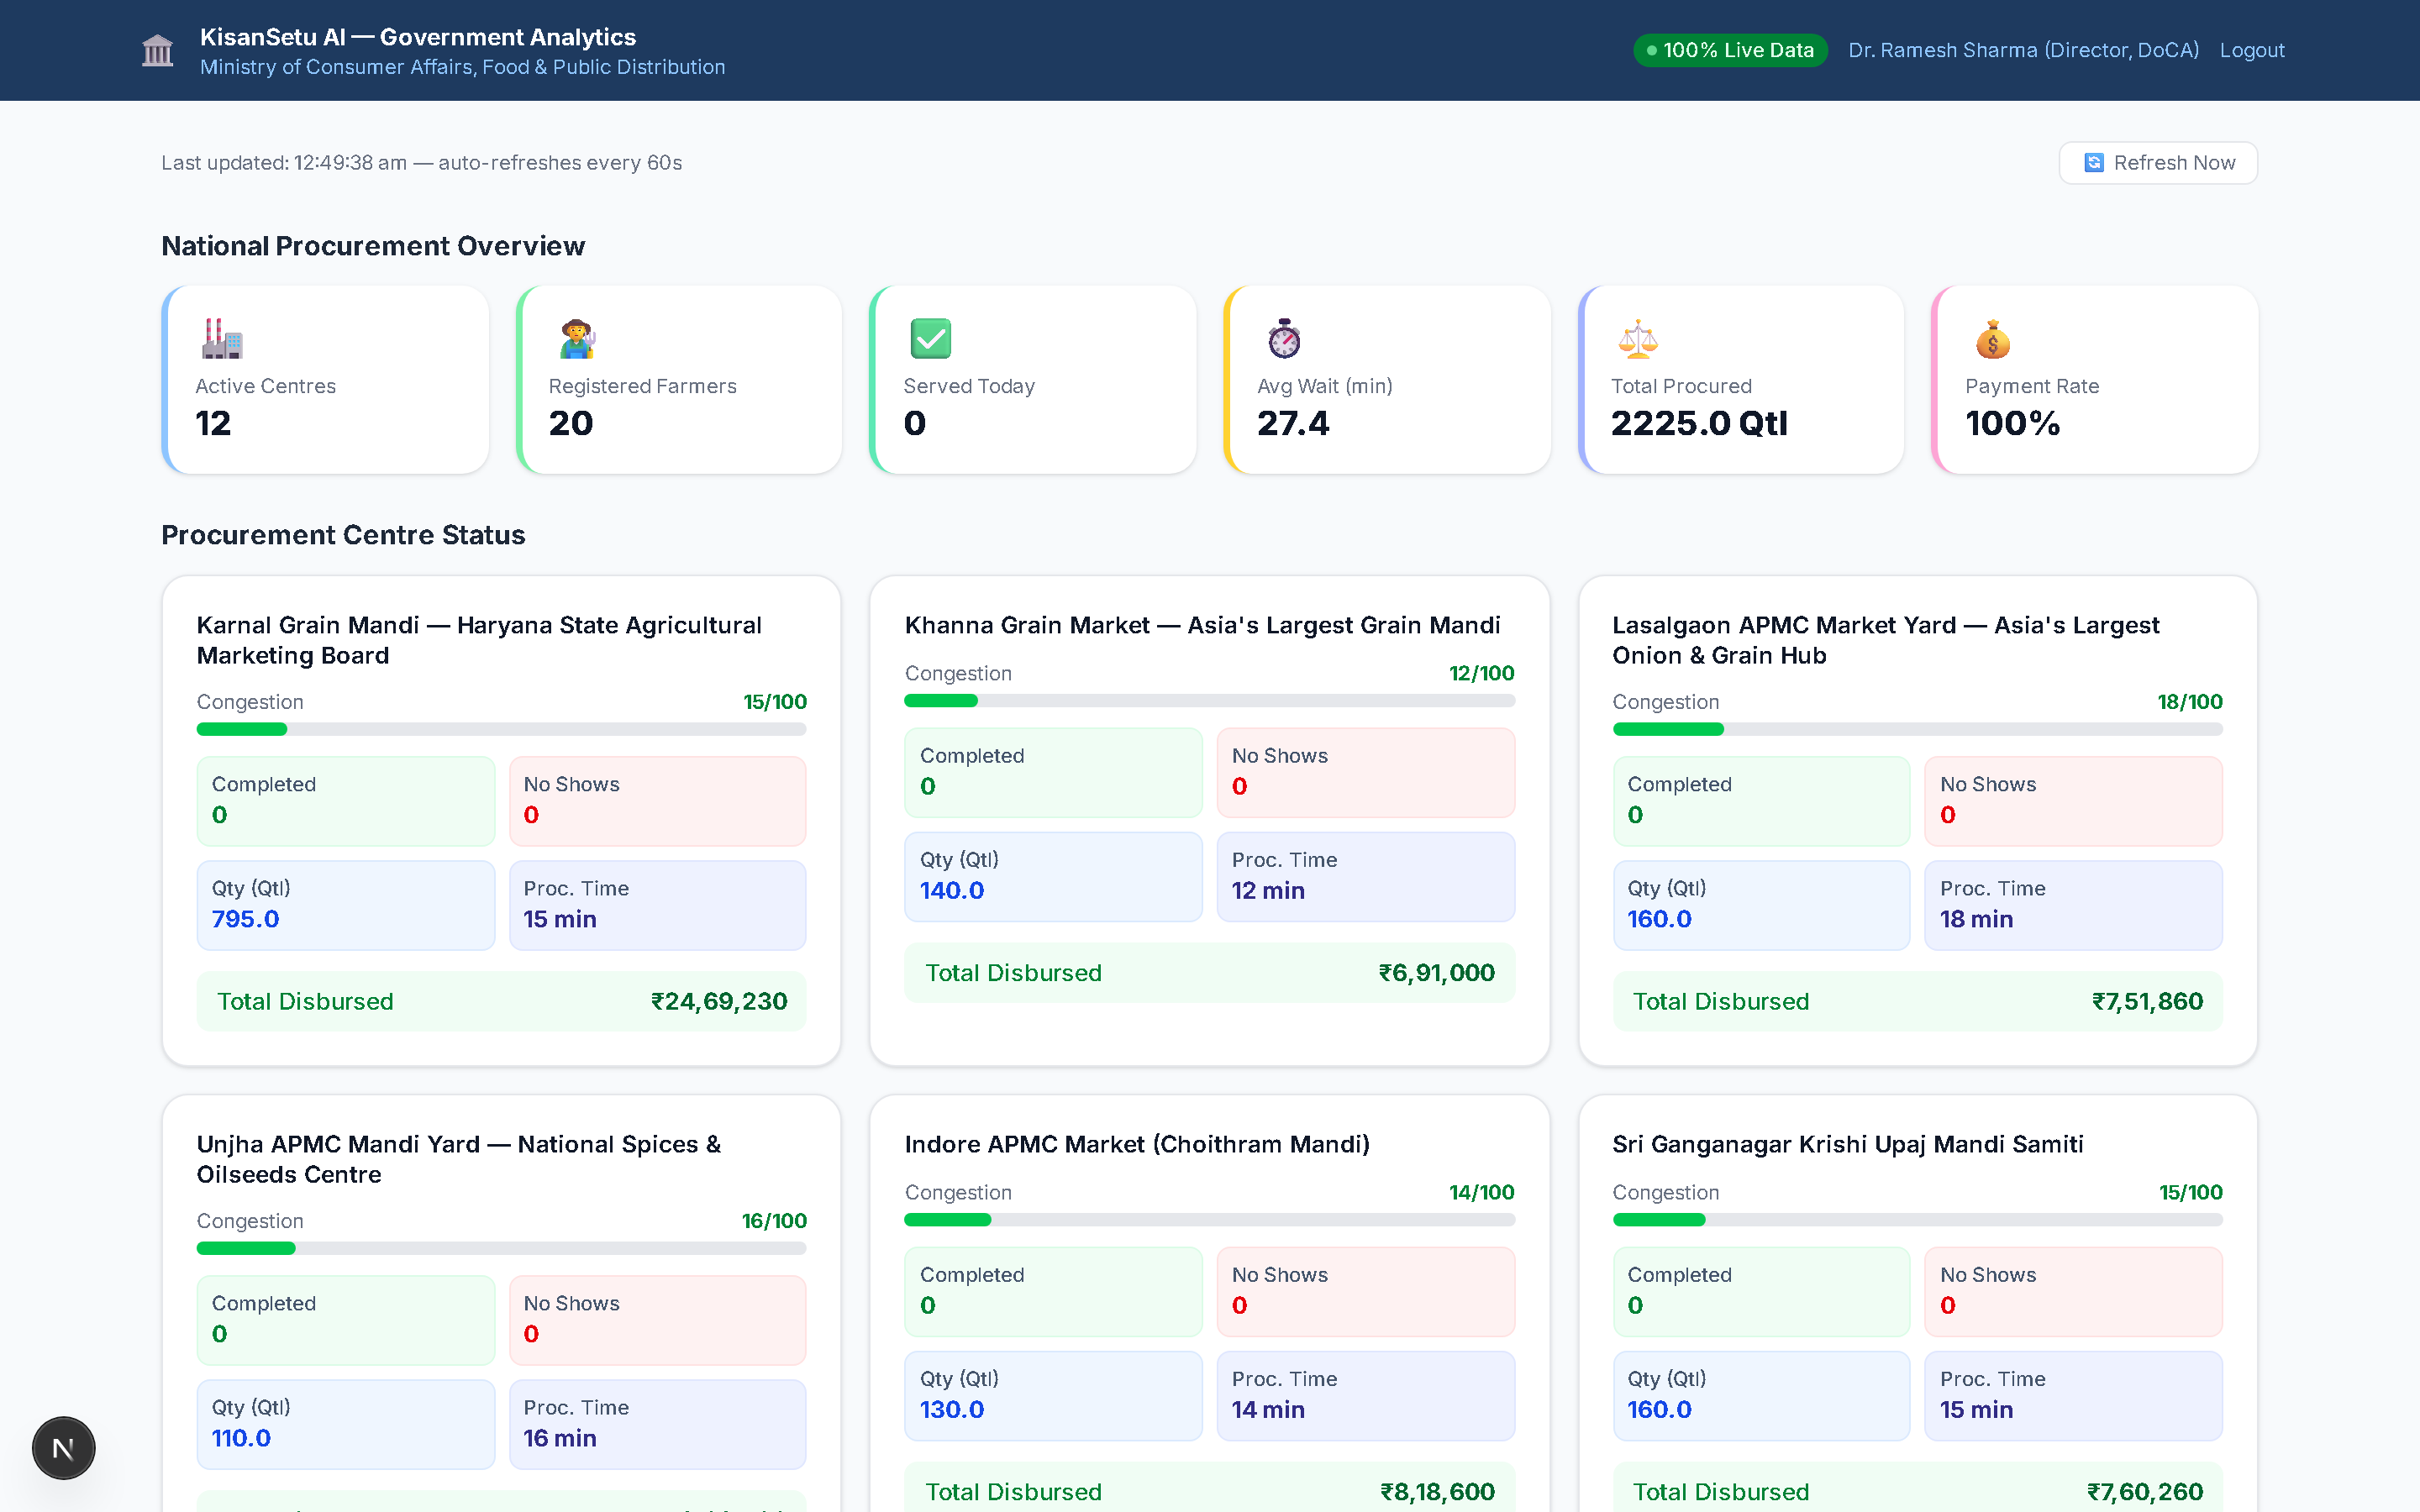 KisanSetu AI — Government Analytics
Ministry of Consumer Affairs, Food & Public Distribution
100% Live Data
Dr. Ramesh Sharma (Director, DoCA)
Logout
Last updated: 12:49:38 am — auto-refreshes every 60s
Refresh Now
National Procurement Overview
Active Centres
12
Registered Farmers
20
Served Today
0
Avg Wait (min)
27.4
Total Procured
2225.0 Qtl
Payment Rate
100%
Procurement Centre Status
Karnal Grain Mandi — Haryana State Agricultural
Marketing Board
Congestion 15/100
Completed
0
No Shows
0
Qty (Qtl)
795.0
Proc. Time
15 min
Total Disbursed ₹24,69,230
Khanna Grain Market — Asia's Largest Grain Mandi
Congestion 12/100
Completed
0
No Shows
0
Qty (Qtl)
140.0
Proc. Time
12 min
Total Disbursed ₹6,91,000
Lasalgaon APMC Market Yard — Asia's Largest
Onion & Grain Hub
Congestion 18/100
Completed
0
No Shows
0
Qty (Qtl)
160.0
Proc. Time
18 min
Total Disbursed ₹7,51,860
Unjha APMC Mandi Yard — National Spices &
Oilseeds Centre
Congestion 16/100
Completed
0
No Shows
0
Qty (Qtl)
110.0
Proc. Time
16 min
Indore APMC Market (Choithram Mandi)
Congestion 14/100
Completed
0
No Shows
0
Qty (Qtl)
130.0
Proc. Time
14 min
Total Disbursed ₹8,18,600
Sri Ganganagar Krishi Upaj Mandi Samiti
Congestion 15/100
Completed
0
No Shows
0
Qty (Qtl)
160.0
Proc. Time
15 min
Total Disbursed ₹7,60,260
N